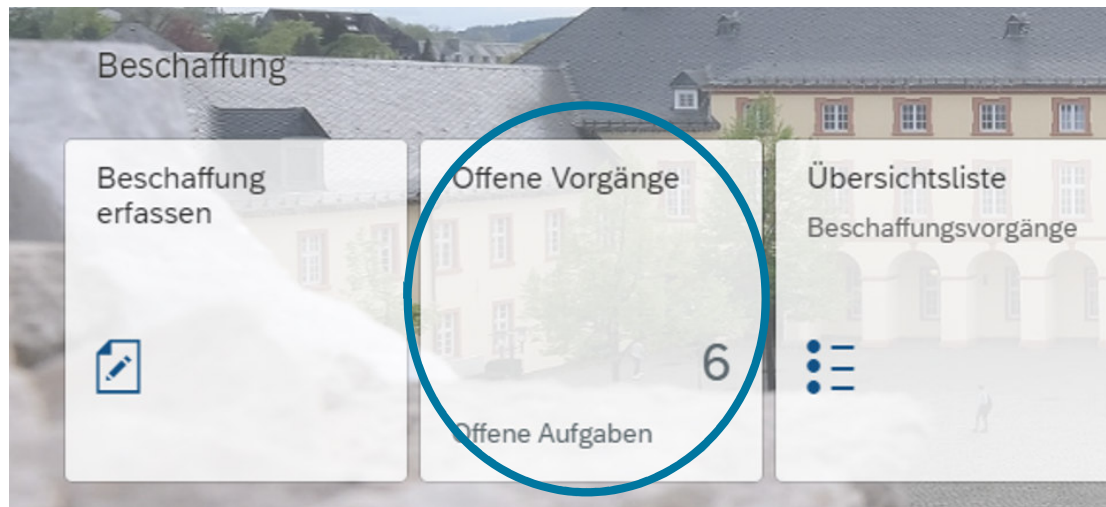 Beschaffung
Beschaffung
erfassen
Offene Vorgänge
6
Offene Aufgaben
Übersichtsliste
Beschaffungsvorgänge